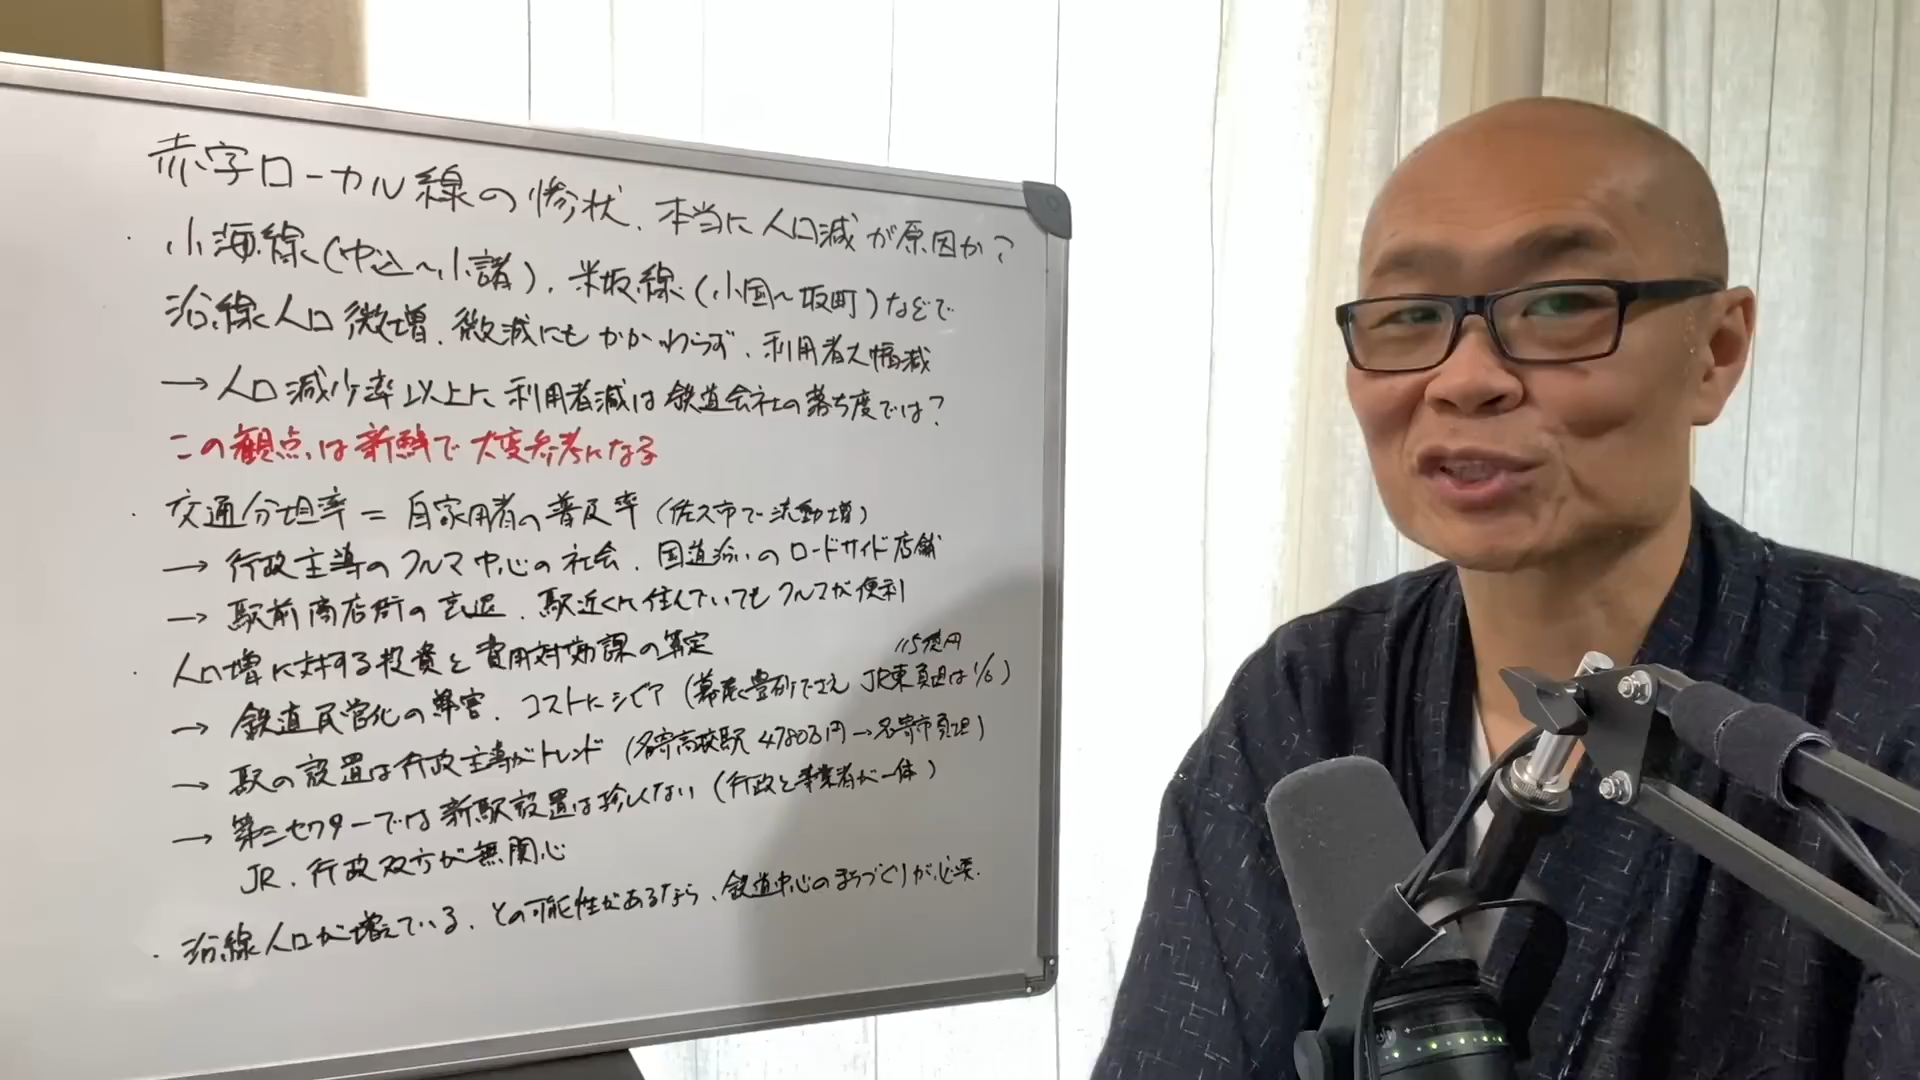 赤字ローカル線の惨状、本当に人口減が原因か?
・小海線(中込〜小諸)、米坂線(小国〜坂町)などで
沿線人口微増、微減にもかかわらず、利用者大幅減
→人口減少率以上に利用者減は鉄道会社の落ち度では?
この観点は新鮮で大変参考になる
・交通分担率=自家用者の普及率(佐久市で流動増)
→行政主導のクルマ中心の社会、国道沿いのロードサイド店舗
→駅前商店街の衰退、駅近くに住んでいてもクルマが便利
・人口増に対する投資と費用対効課の算定
115億円
→鉄道民営化の弊害、コストにシビア(幕張豊砂でさえJR東負担は1/6)
→駅の設置は行政主導がトレンド(名寄高校駅4780万円→名寄市負担)
→第三セクターでは新駅設置は珍しくない(行政と事業者が一体)
JR、行政双方が無関心
・沿線人口が増えている、その可能性があるなら、鉄道中心のまちづくりが必要.